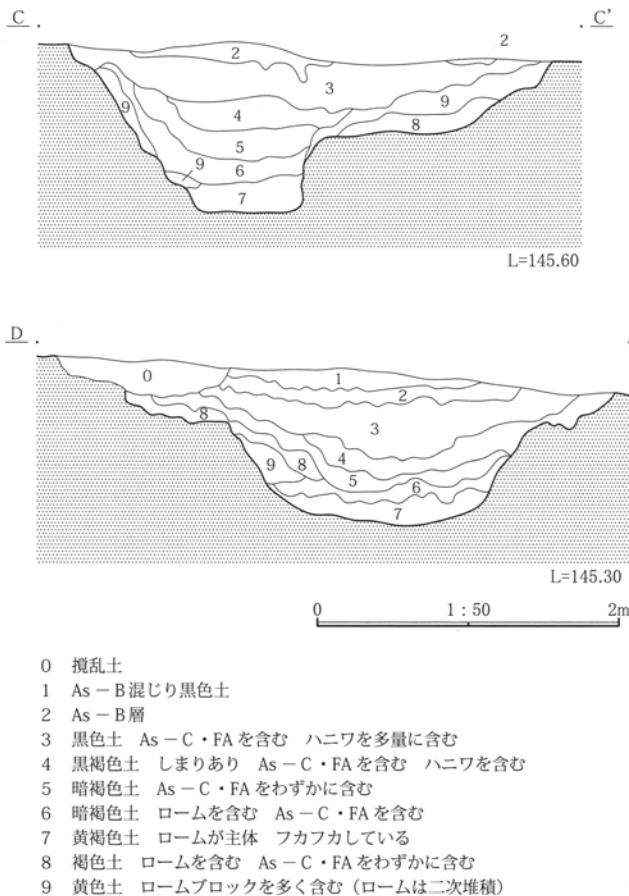 C C’
2
2
3
9
9
4
8
5
9
6
7
L=145.60
D
0
1
2
8
3
4
9 8
5 6
7
L=145.30
0 1：50 2m
0 攪乱土
1 As－B混じり黒色土
2 As－B層
3 黒色土 As－C・FAを含む ハニワを多量に含む
4 黒褐色土 しまりあり As－C・FAを含む ハニワを含む
5 暗褐色土 As－C・FAをわずかに含む
6 暗褐色土 ロームを含む As－C・FAを含む
7 黄褐色土 ロームが主体 フカフカしている
8 褐色土 ロームを含む As－C・FAをわずかに含む
9 黄色土 ロームブロックを多く含む（ロームは二次堆積）